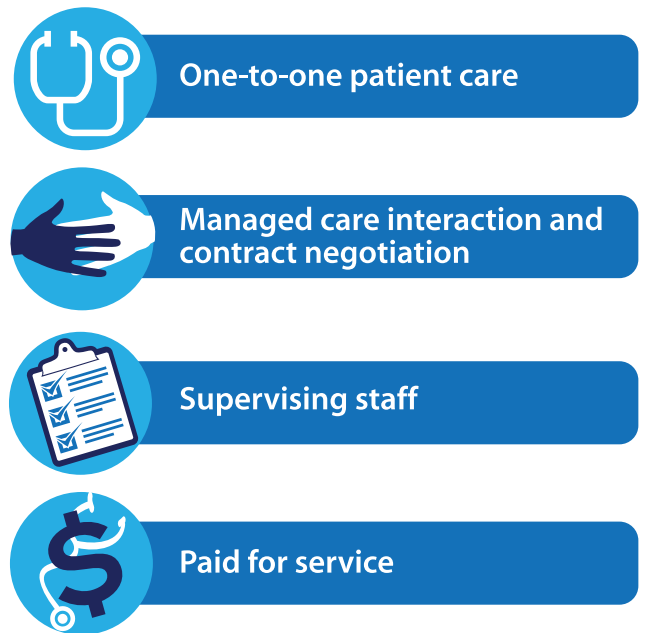 One-to-one patient care
Managed care interaction and
contract negotiation
Supervising staff
Paid for service